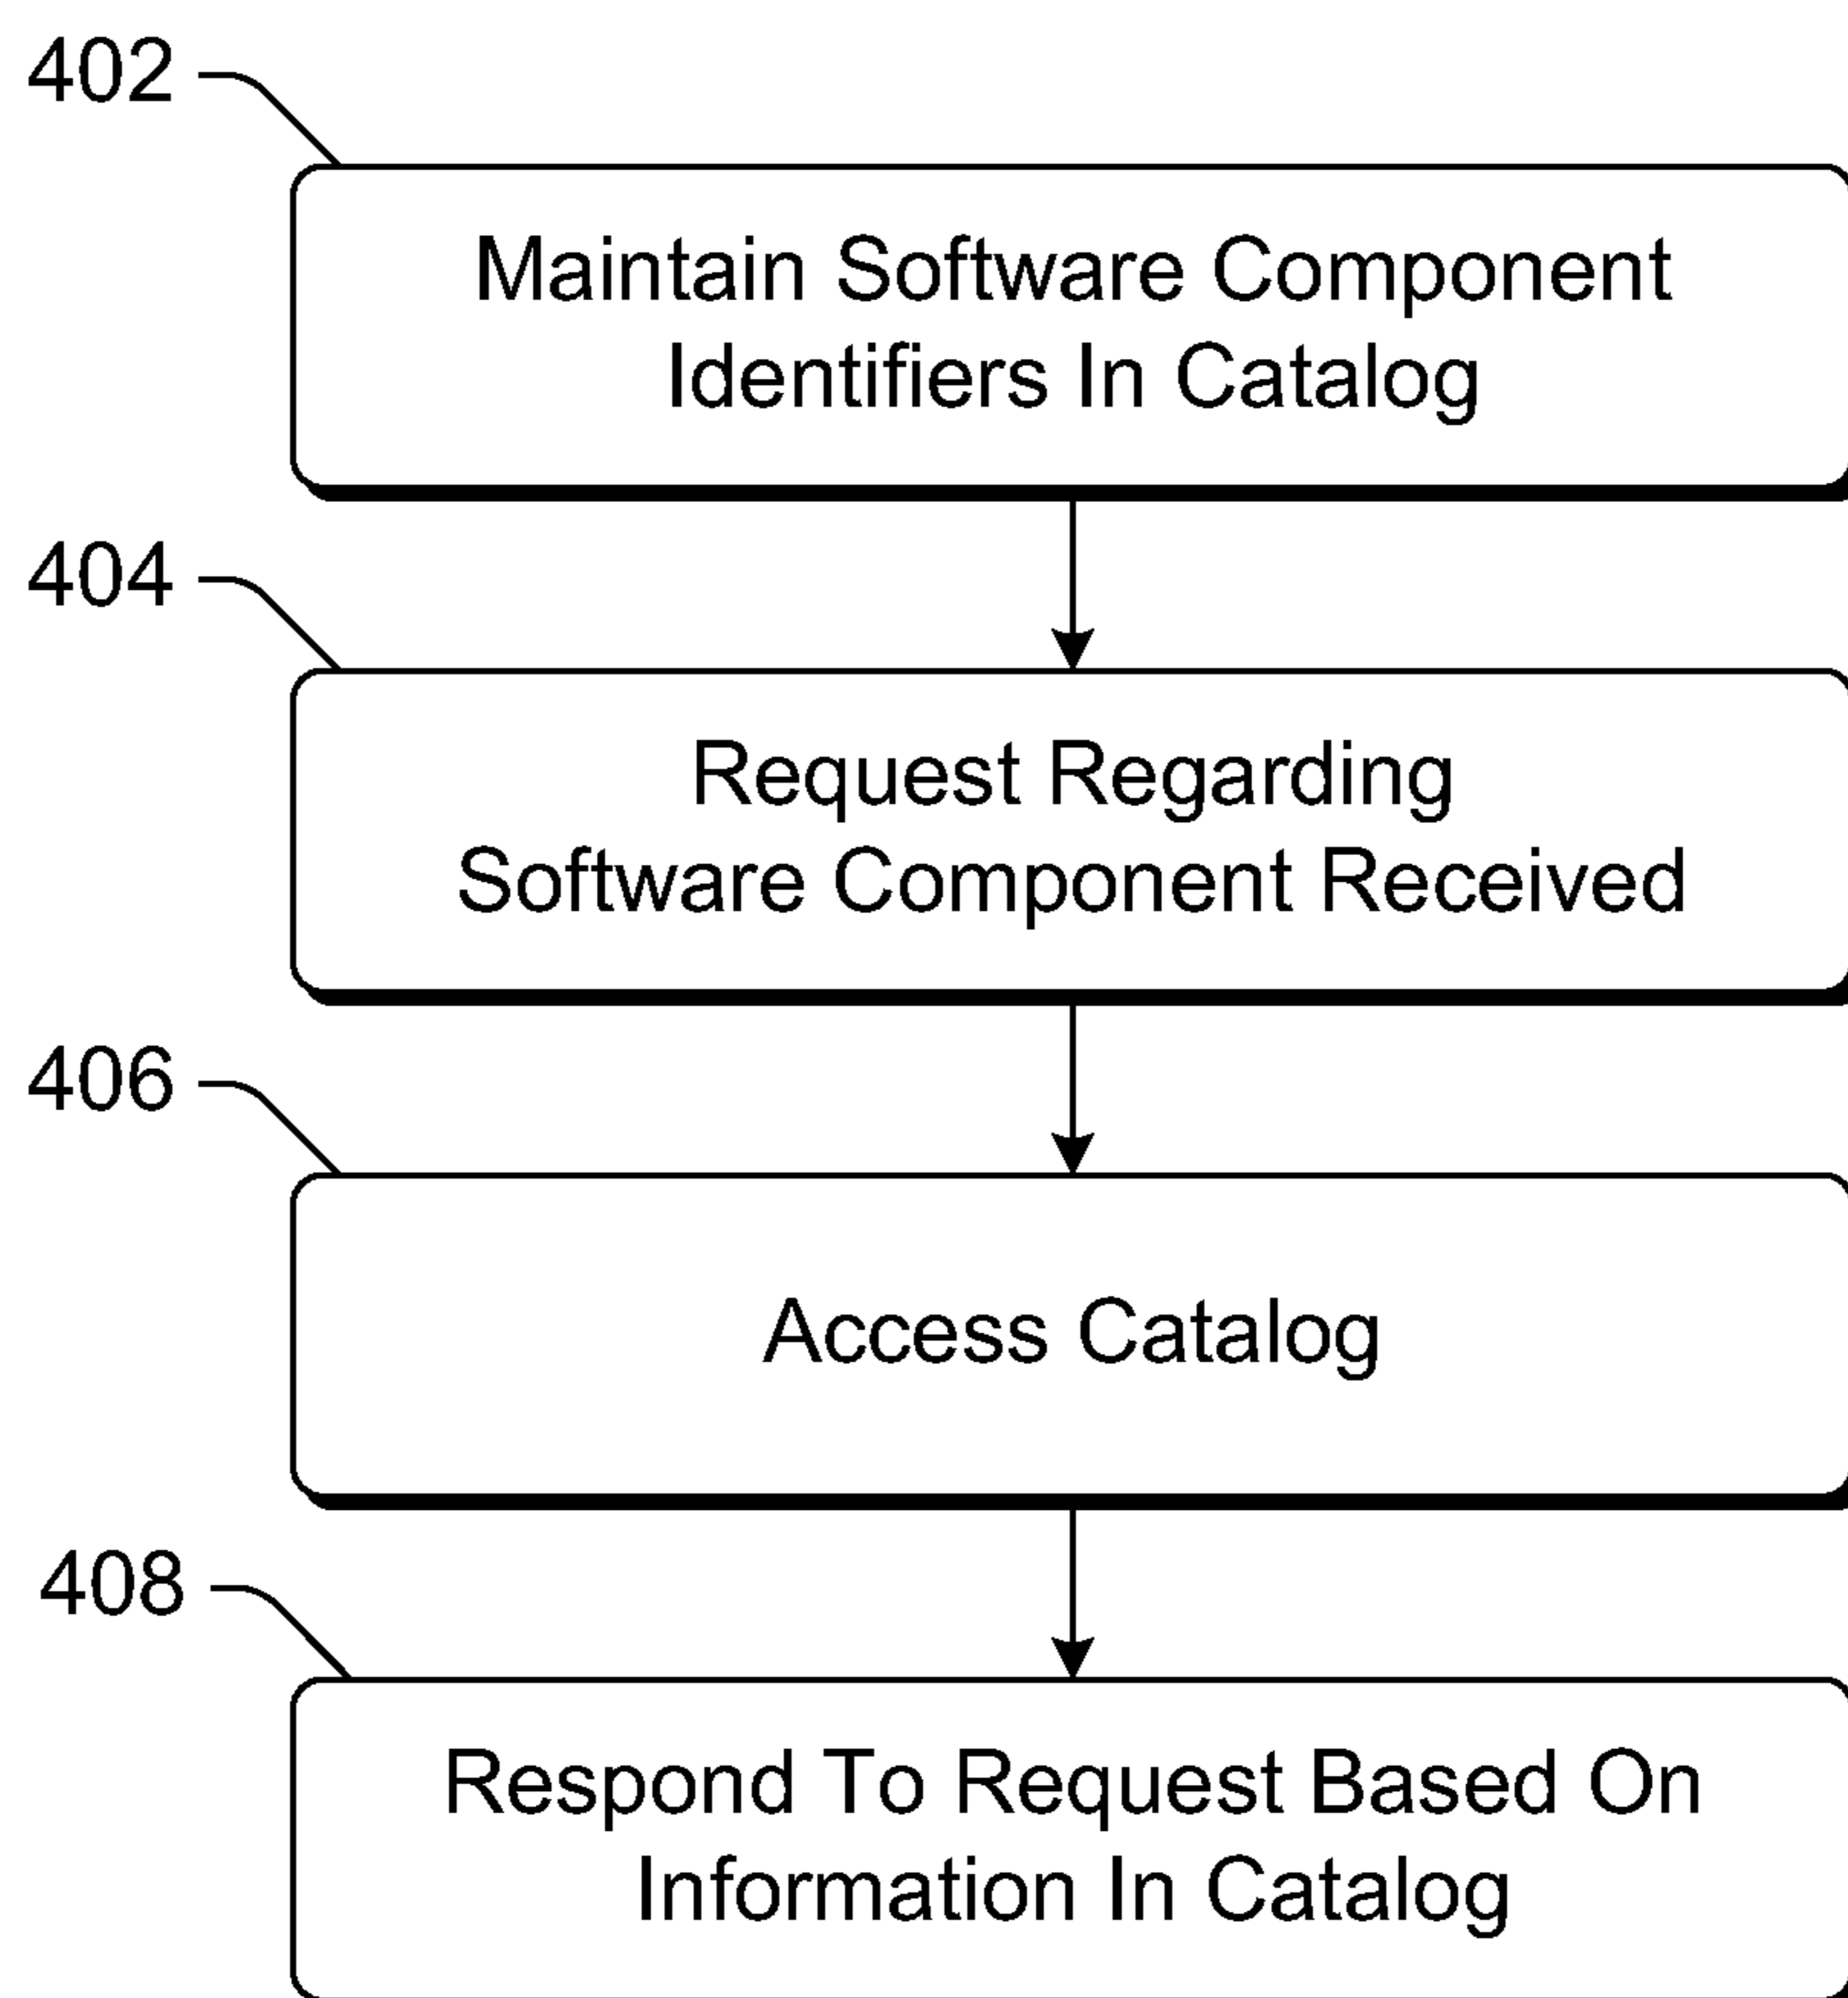 402
Maintain Software Component
Identifiers In Catalog
404
Request Regarding
Software Component Received
406
Access Catalog
408
Respond To Request Based On
Information In Catalog